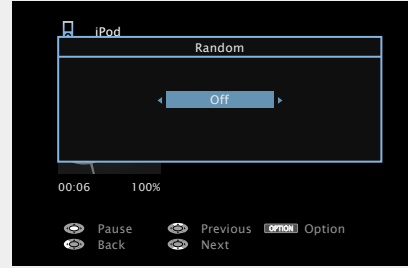 iPod
Random
Off
00:06 100%
Pause Previous OPTION Option
Back Next